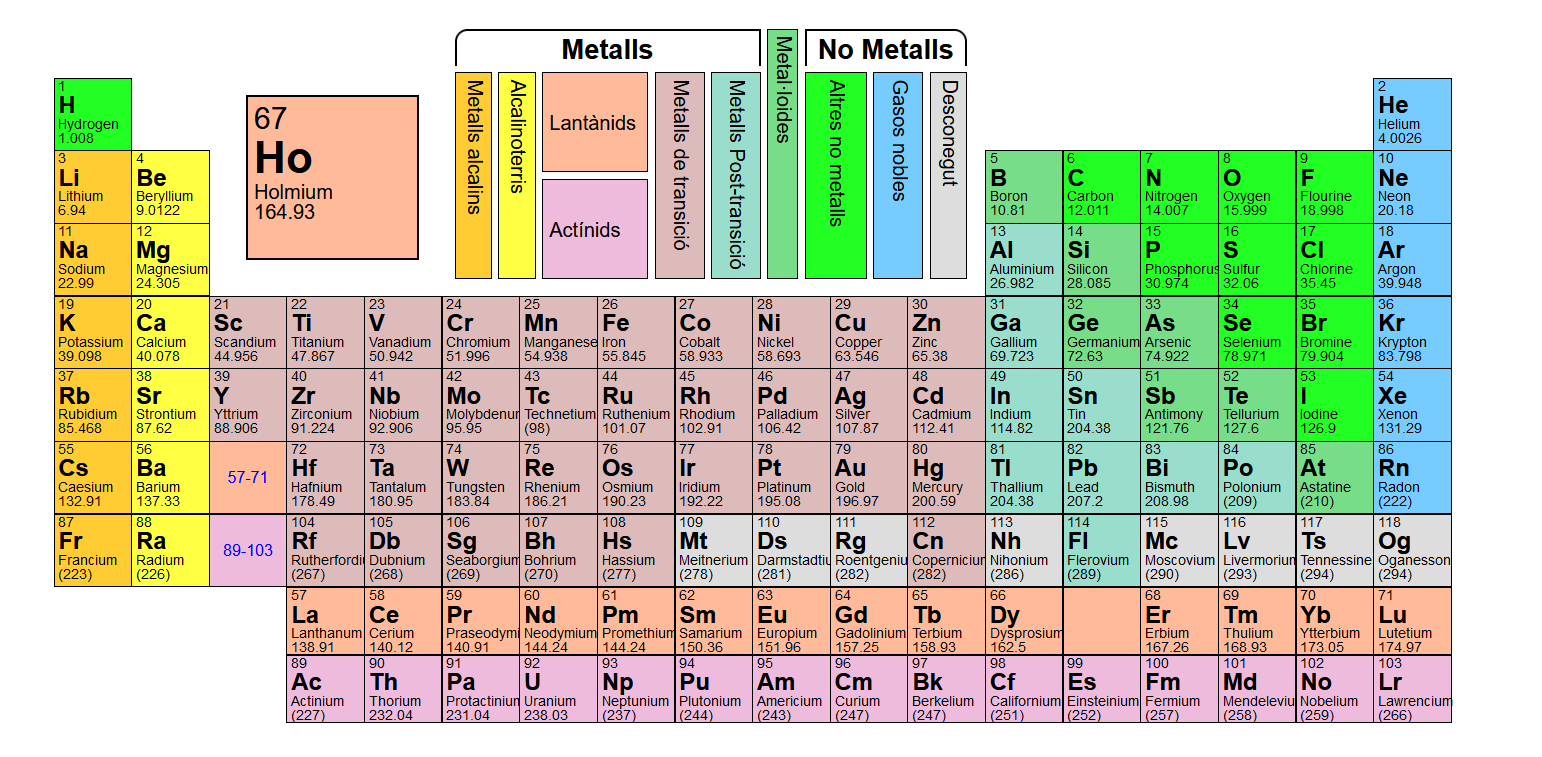 Metalls
Metal·loides
No Metalls
Metalls alcalins
Alcalinoterris
Lantànids
Actínids
Metalls de transició
Metalls Post-transició
Altres no metalls
Gasos nobles
Desconegut
67
Ho
Holmium
164.93
1 2
H He
Hydrogen Helium
1.008 4.0026
3 4 5 6 7 8 9 10
Li Be B C N O F Ne
Lithium Beryllium Boron Carbon Nitrogen Oxygen Flourine Neon
6.94 9.0122 10.81 12.011 14.007 15.999 18.998 20.18
11 12 13 14 15 16 17 18
Na Mg Al Si P S Cl Ar
Sodium Magnesium Aluminium Silicon Phosphorus Sulfur Chlorine Argon
22.99 24.305 26.982 28.085 30.974 32.06 35.45 39.948
19 20 21 22 23 24 25 26 27 28 29 30 31 32 33 34 35 36
K Ca Sc Ti V Cr Mn Fe Co Ni Cu Zn Ga Ge As Se Br Kr
Potassium Calcium Scandium Titanium Vanadium Chromium Manganese Iron Cobalt Nickel Copper Zinc Gallium Germanium Arsenic Selenium Bromine Krypton
39.098 40.078 44.956 47.867 50.942 51.996 54.938 55.845 58.933 58.693 63.546 65.38 69.723 72.63 74.922 78.971 79.904 83.798
37 38 39 40 41 42 43 44 45 46 47 48 49 50 51 52 53 54
Rb Sr Y Zr Nb Mo Tc Ru Rh Pd Ag Cd In Sn Sb Te I Xe
Rubidium Strontium Yttrium Zirconium Niobium Molybdenur Technetium Ruthenium Rhodium Palladium Silver Cadmium Indium Tin Antimony Tellurium Iodine Xenon
85.468 87.62 88.906 91.224 92.906 95.95 (98) 101.07 102.91 106.42 107.87 112.41 114.82 204.38 121.76 127.6 126.9 131.29
55 56 72 73 74 75 76 77 78 79 80 81 82 83 84 85 86
Cs Ba 57-71 Hf Ta W Re Os Ir Pt Au Hg Tl Pb Bi Po At Rn
Caesium Barium Hafnium Tantalum Tungsten Rhenium Osmium Iridium Platinum Gold Mercury Thallium Lead Bismuth Polonium Astatine Radon
132.91 137.33 178.49 180.95 183.84 186.21 190.23 192.22 195.08 196.97 200.59 204.38 207.2 208.98 (209) (210) (222)
87 88 104 105 106 107 108 109 110 111 112 113 114 115 116 117 118
Fr Ra 89-103 Rf Db Sg Bh Hs Mt Ds Rg Cn Nh Fl Mc Lv Ts Og
Francium Radium Rutherfordi Dubnium Seaborgium Bohrium Hassium Meitnerium Darmstadtiu Roentgeniu Coperniciur Nihonium Flerovium Moscovium Livermorium Tennessine Oganesson
(223) (226) (267) (268) (269) (270) (277) (278) (281) (282) (282) (286) (289) (290) (293) (294) (294)
57 58 59 60 61 62 63 64 65 66 68 69 70 71
La Ce Pr Nd Pm Sm Eu Gd Tb Dy Er Tm Yb Lu
Lanthanum Cerium Praseodymi Neodymium Promethium Samarium Europium Gadolinium Terbium Dysprosium Erbium Thulium Ytterbium Lutetium
138.91 140.12 140.91 144.24 144.24 150.36 151.96 157.25 158.93 162.5 167.26 168.93 173.05 174.97
89 90 91 92 93 94 95 96 97 98 99 100 101 102 103
Ac Th Pa U Np Pu Am Cm Bk Cf Es Fm Md No Lr
Actinium Thorium Protactinium Uranium Neptunium Plutonium Americium Curium Berkelium Californium Einsteinium Fermium Mendeleviu Nobelium Lawrencium
(227) 232.04 231.04 238.03 (237) (244) (243) (247) (247) (251) (252) (257) (258) (259) (266)